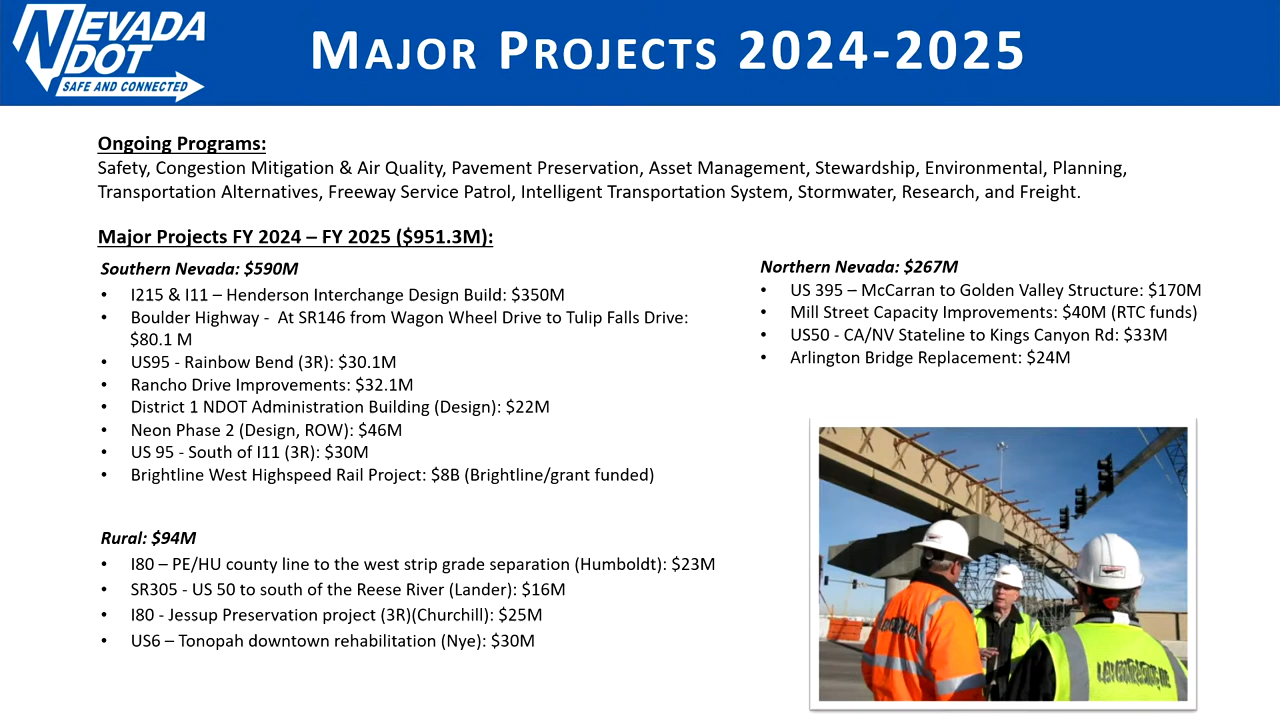 NEVADA
DOT
SAFE AND CONNECTED
MAJOR PROJECTS 2024-2025
Ongoing Programs:
Safety, Congestion Mitigation & Air Quality, Pavement Preservation, Asset Management, Stewardship, Environmental, Planning,
Transportation Alternatives, Freeway Service Patrol, Intelligent Transportation System, Stormwater, Research, and Freight.
Major Projects FY 2024 – FY 2025 ($951.3M):
Southern Nevada: $590M
• I215 & I11 – Henderson Interchange Design Build: $350M
• Boulder Highway - At SR146 from Wagon Wheel Drive to Tulip Falls Drive:
$80.1 M
• US95 - Rainbow Bend (3R): $30.1M
• Rancho Drive Improvements: $32.1M
• District 1 NDOT Administration Building (Design): $22M
• Neon Phase 2 (Design, ROW): $46M
• US 95 - South of I11 (3R): $30M
• Brightline West Highspeed Rail Project: $8B (Brightline/grant funded)
Rural: $94M
• I80 – PE/HU county line to the west strip grade separation (Humboldt): $23M
• SR305 - US 50 to south of the Reese River (Lander): $16M
• I80 - Jessup Preservation project (3R)(Churchill): $25M
• US6 – Tonopah downtown rehabilitation (Nye): $30M
Northern Nevada: $267M
• US 395 – McCarran to Golden Valley Structure: $170M
• Mill Street Capacity Improvements: $40M (RTC funds)
• US50 - CA/NV Stateline to Kings Canyon Rd: $33M
• Arlington Bridge Replacement: $24M